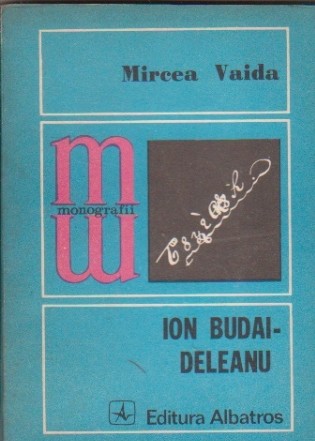 Mircea Vaida
m
monografii
m
ION BUDAI-
DELEANU
Editura Albatros